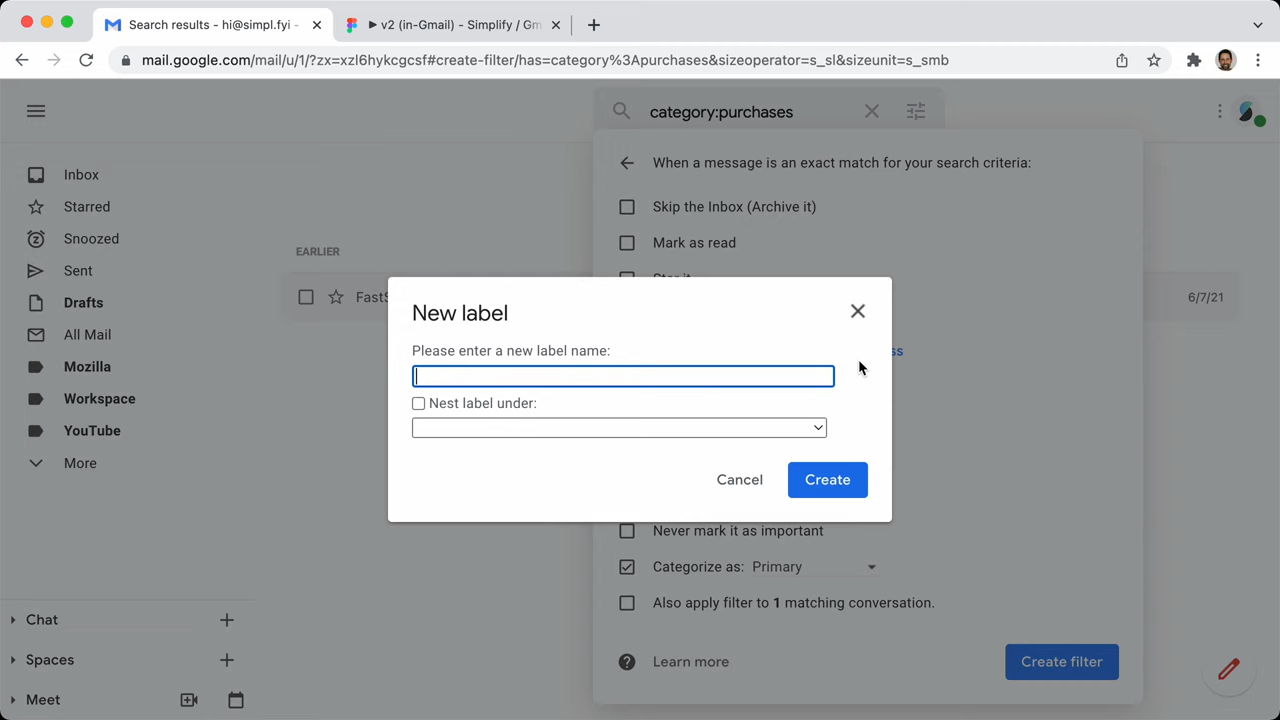 Search results - hi@simpl.fyi -
v2 (in-Gmail) - Simplify / Gm
mail.google.com/mail/u/1/?zx=xzl6hykcgcsf#create-filter/has=category%3Apurchases&sizeoperator=s_sl&sizeunit=s_smb
category:purchases
When a message is an exact match for your search criteria:
Inbox
Starred
Snoozed
Sent
Drafts
All Mail
Mozilla
Workspace
YouTube
More
Skip the Inbox (Archive it)
Mark as read
Star it
EARLIER
FastS
6/7/21
ss
New label
Please enter a new label name:
Nest label under:
Cancel
Create
Never mark it as important
Categorize as: Primary
Also apply filter to 1 matching conversation.
Learn more
Create filter
Chat
Spaces
Meet